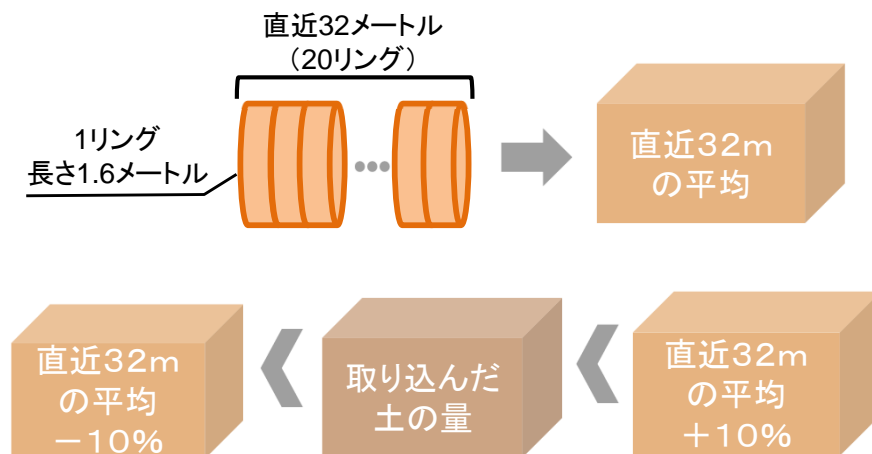 直近32メートル
（20リング）
1リング
長さ1.6メートル
直近32m
の平均
直近32m
の平均
－10%
取り込んだ
土の量
直近32m
の平均
＋10%